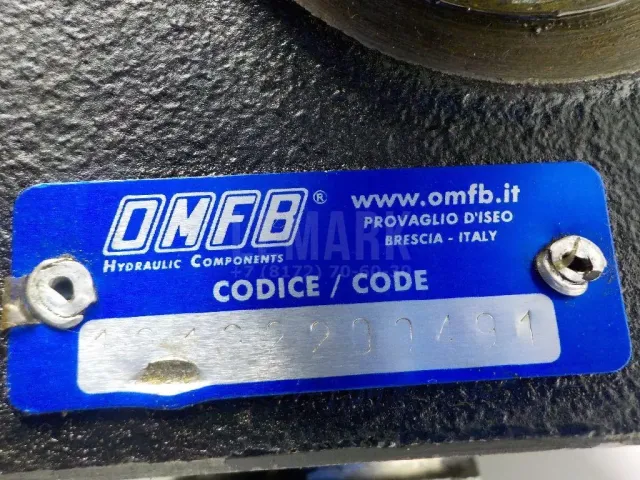 OMFB®
HYDRAULIC COMPONENTS
www.omfb.it
PROVAGLIO D'ISEO
BRESCIA - ITALY
CODICE / CODE